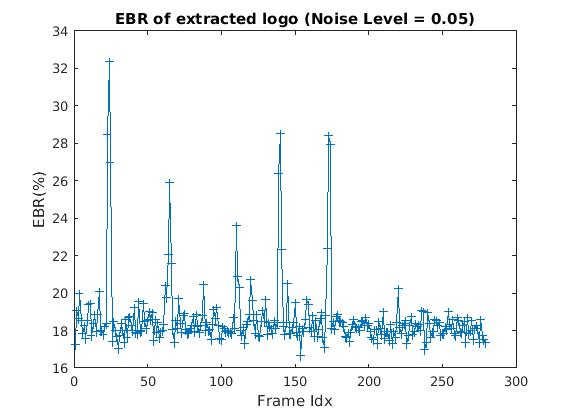 EBR of extracted logo (Noise Level = 0.05)
34
32
30
28
26
24
22
20
18
16
EBR(%)
0 50 100 150 200 250 300
Frame Idx